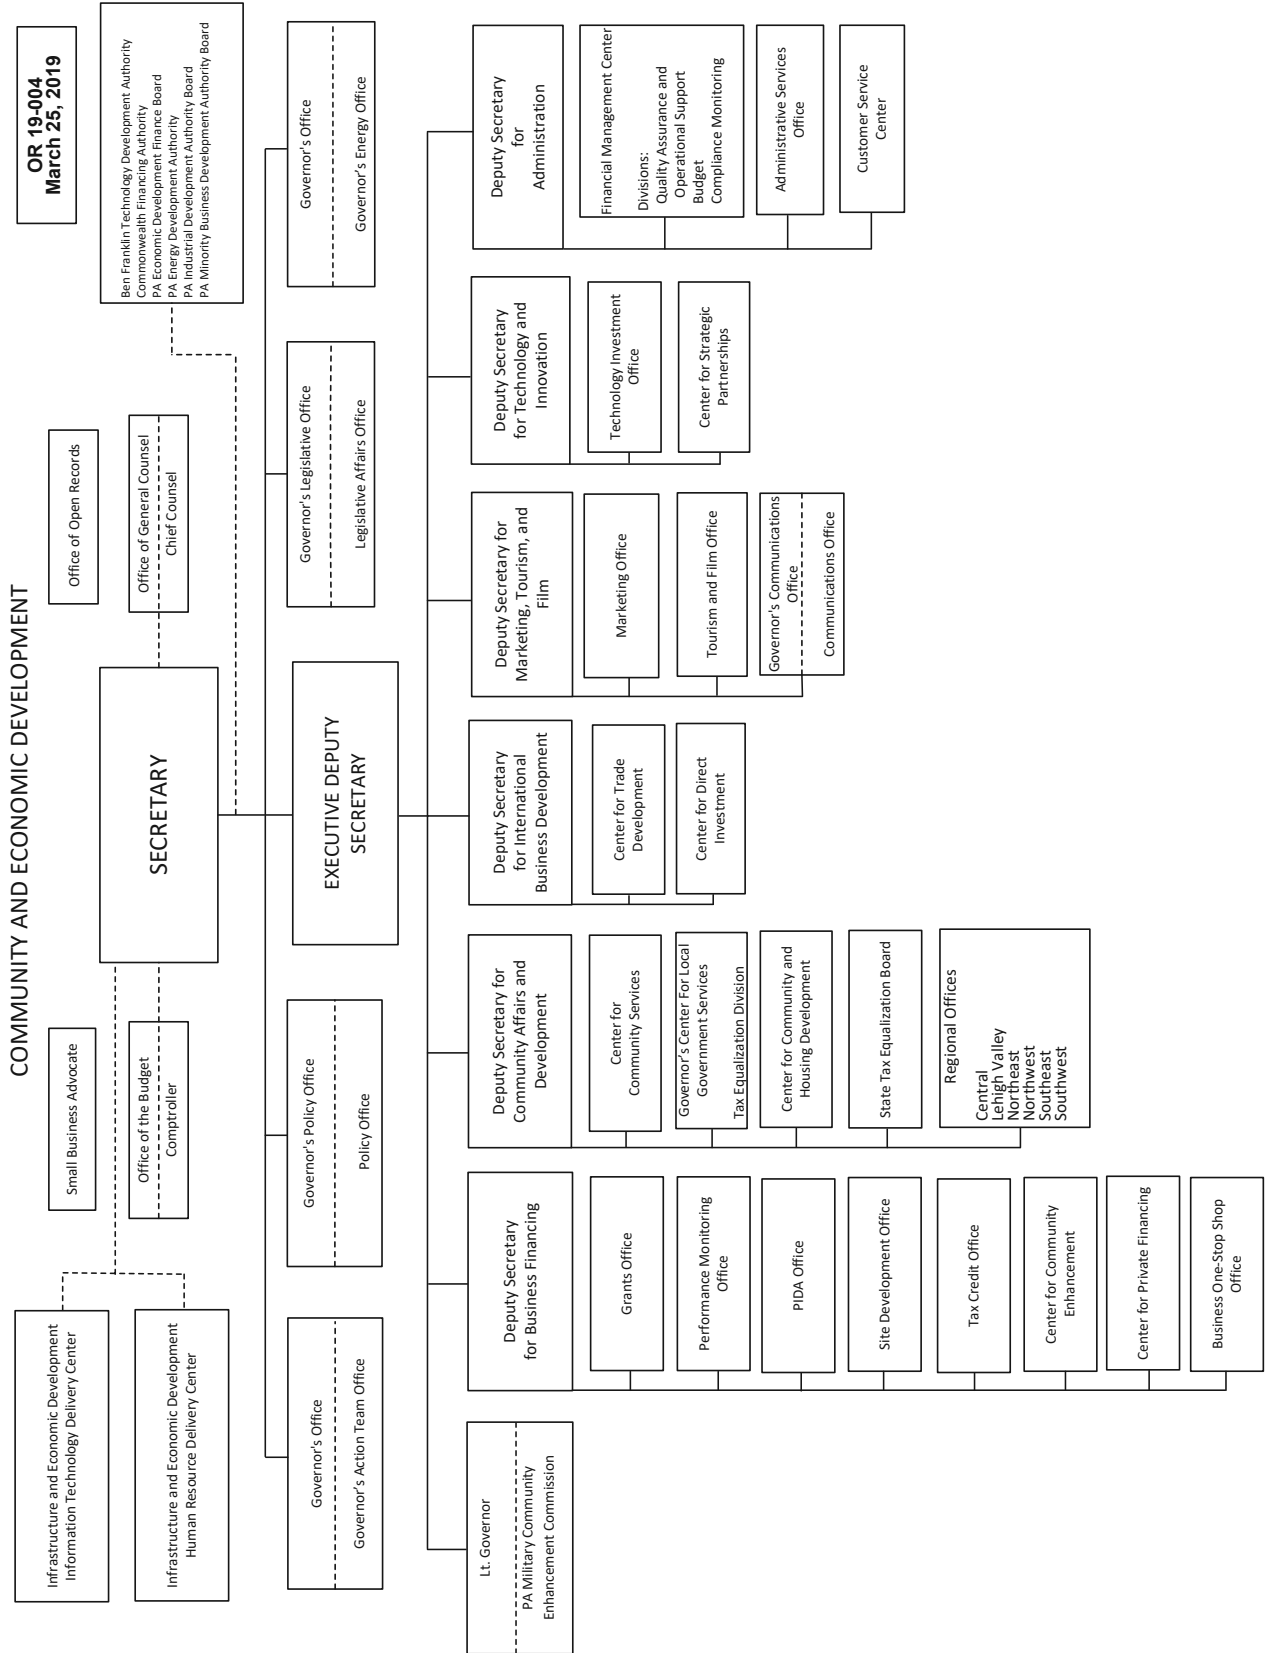 COMMUNITY AND ECONOMIC DEVELOPMENT
OR 19-004
March 25, 2019
Infrastructure and Economic Development
Information Technology Delivery Center
Infrastructure and Economic Development
Human Resource Delivery Center
Small Business Advocate
Office of the Budget
Comptroller
SECRETARY
Office of Open Records
Office of General Counsel
Chief Counsel
Ben Franklin Technology Development Authority
Commonwealth Financing Authority
PA Economic Development Finance Board
PA Energy Development Authority
PA Industrial Development Authority Board
PA Minority Business Development Authority Board
Governor's Office
Governor's Action Team Office
Governor's Policy Office
Policy Office
EXECUTIVE DEPUTY
SECRETARY
Governor's Legislative Office
Legislative Affairs Office
Governor's Office
Governor's Energy Office
Lt. Governor
PA Military Community
Enhancement Commission
Deputy Secretary
for Business Financing
Grants Office
Performance Monitoring
Office
PIDA Office
Site Development Office
Tax Credit Office
Center for Community
Enhancement
Center for Private Financing
Business One-Stop Shop
Office
Deputy Secretary for
Community Affairs and
Development
Center for
Community Services
Governor's Center For Local
Government Services
Tax Equalization Division
Center for Community and
Housing Development
State Tax Equalization Board
Regional Offices
Central
Lehigh Valley
Northeast
Northwest
Southeast
Southwest
Deputy Secretary
for International
Business Development
Center for Trade
Development
Center for Direct
Investment
Deputy Secretary for
Marketing, Tourism, and
Film
Marketing Office
Tourism and Film Office
Governor's Communications
Office
Communications Office
Deputy Secretary
for Technology and
Innovation
Technology Investment
Office
Center for Strategic
Partnerships
Deputy Secretary
for
Administration
Financial Management Center
Divisions:
Quality Assurance and
Operational Support
Budget
Compliance Monitoring
Administrative Services
Office
Customer Service
Center